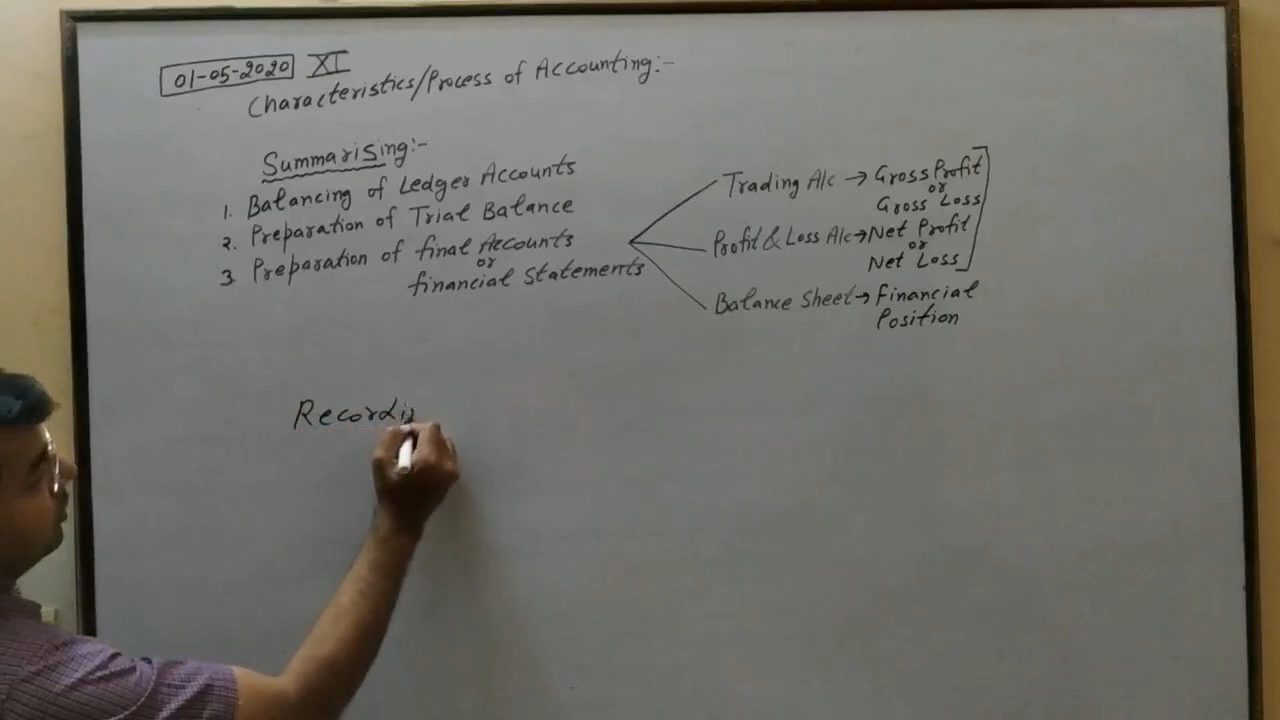 01-05-2020 XI
Characteristics/Process of Accounting:-
Summarising:-
1. Balancing of Ledger Accounts
2. Preparation of Trial Balance
3. Preparation of final Accounts
or
financial Statements
Trading A/c → Gross Profit
or
Gross Loss
Profit & Loss A/c → Net Profit
or
Net Loss
Balance Sheet → Financial
Position
Recordi